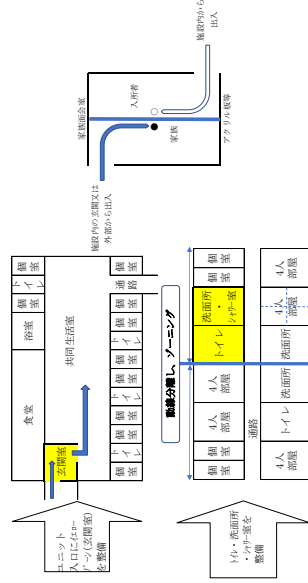 ユニット
入口にｲｴﾛｰ
ｿﾞｰﾝ(玄関室)
を整備
食堂
浴室
個室
トイレ
個室
玄関室
共同生活室
個室
トイレ
個室
個室
トイレ
個室
トイレ
個室
通路
個室
動線分離し、ゾーニング
ﾄｲﾚ・洗面所
・ｼｬﾜｰ室を
整備
個室
個室
4人部屋
4人部屋
トイレ
洗面所・
ｼｬﾜｰ室
個室
個室
通路
4人部屋
トイレ
洗面所
洗面所
4人部屋
4人部屋
家族面会室
施設内の玄関又は
外部から出入
入所者
家族
アクリル板等
施設内から
出入